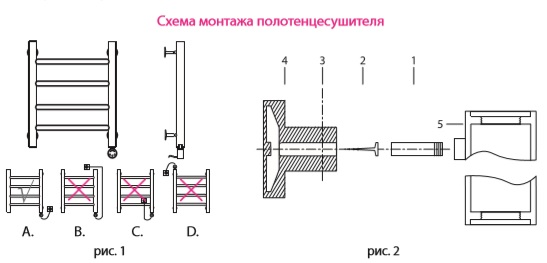 Схема монтажа полотенцесушителя
4 3 2 1
5
A. B. C. D.
рис. 1 рис. 2